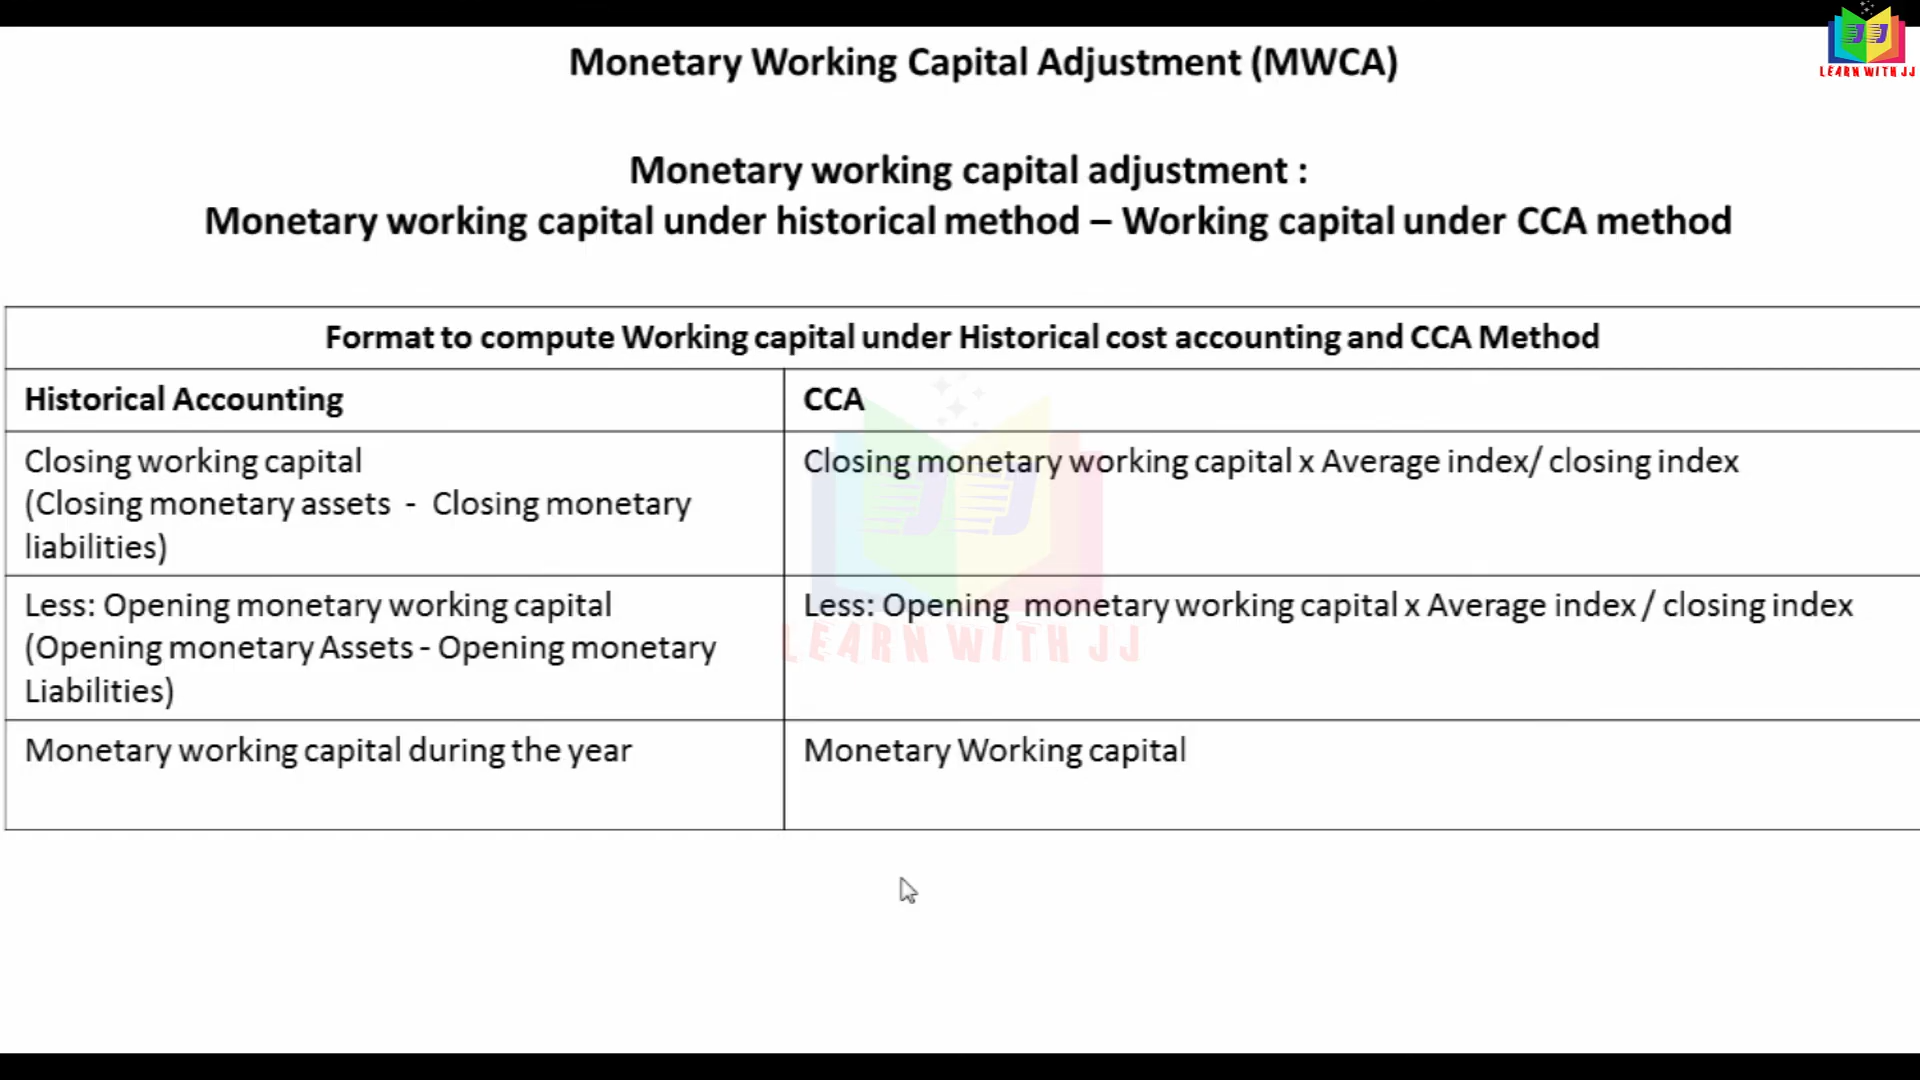 LEARN WITH JJ
Monetary Working Capital Adjustment (MWCA)
Monetary working capital adjustment :
Monetary working capital under historical method – Working capital under CCA method
Format to compute Working capital under Historical cost accounting and CCA Method
Historical Accounting
CCA
Closing working capital
(Closing monetary assets - Closing monetary
liabilities)
Closing monetary working capital x Average index/ closing index
Less: Opening monetary working capital
(Opening monetary Assets - Opening monetary
Liabilities)
Less: Opening monetary working capital x Average index / closing index
Monetary working capital during the year
Monetary Working capital
JJ
LEARN WITH JJ